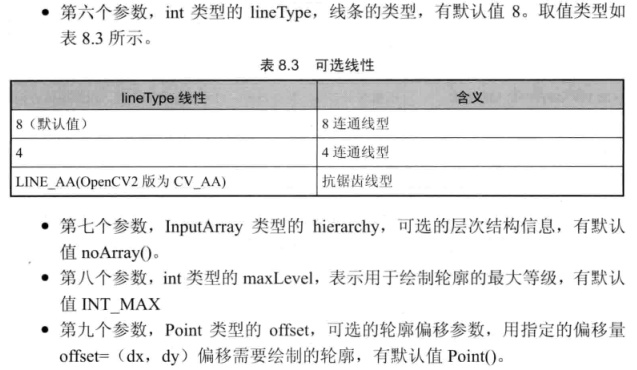 • 第六个参数，int 类型的 lineType，线条的类型，有默认值 8。取值类型如
表 8.3 所示。
表 8.3 可选线性
lineType 线性 含义
8（默认值） 8 连通线型
4 4 连通线型
LINE_AA(OpenCV2 版为 CV_AA) 抗锯齿线型
• 第七个参数，InputArray 类型的 hierarchy，可选的层次结构信息，有默认
值 noArray()。
• 第八个参数，int 类型的 maxLevel，表示用于绘制轮廓的最大等级，有默认
值 INT_MAX
• 第九个参数，Point 类型的 offset，可选的轮廓偏移参数，用指定的偏移量
offset=（dx，dy）偏移需要绘制的轮廓，有默认值 Point()。